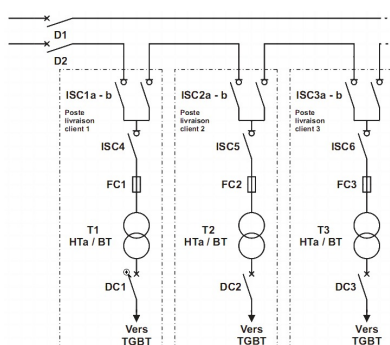 D1
D2
ISC1a - b
ISC2a - b
ISC3a - b
Poste
livraison
client 1
Poste
livraison
client 2
Poste
livraison
client 3
ISC4
ISC5
ISC6
FC1
FC2
FC3
T1
HTa / BT
T2
HTa / BT
T3
HTa / BT
DC1
DC2
DC3
Vers
TGBT
Vers
TGBT
Vers
TGBT